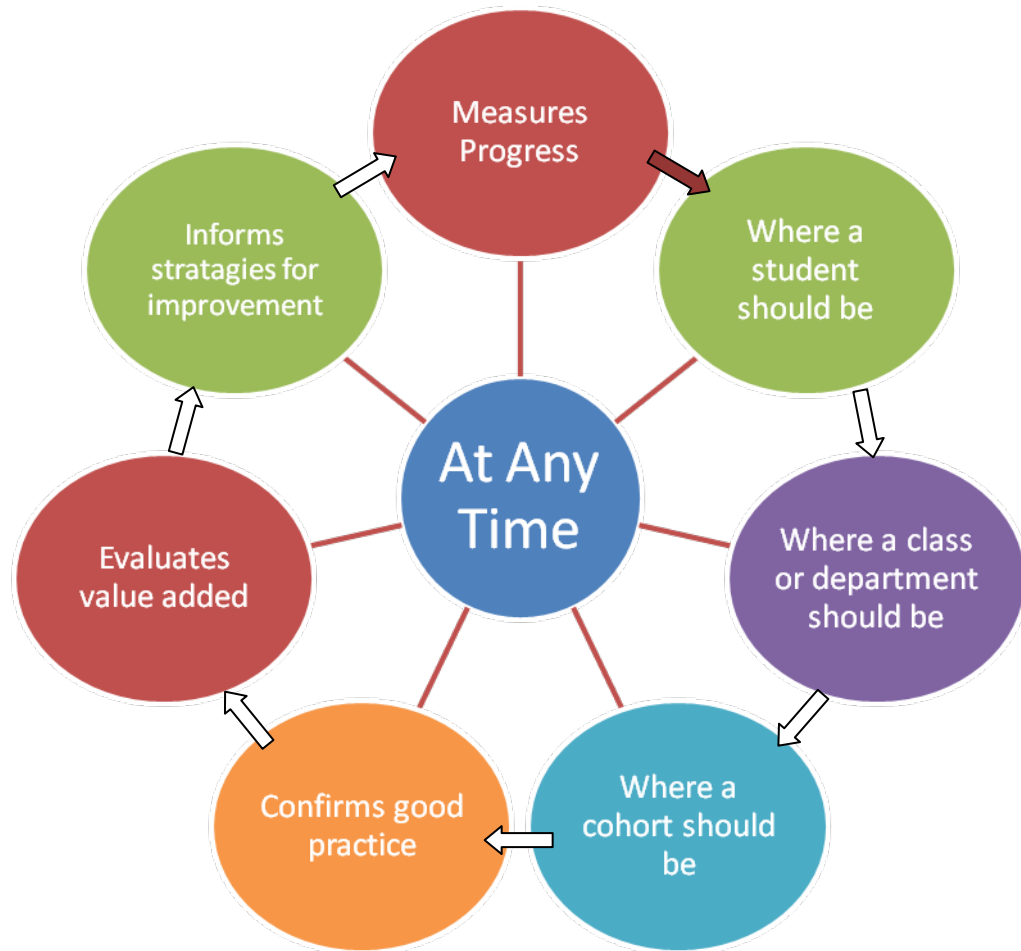 Measures
Progress
Where a
student
should be
Where a class
or department
should be
Where a
cohort should
be
Confirms good
practice
Evaluates
value added
Informs
stratagies for
improvement
At Any
Time